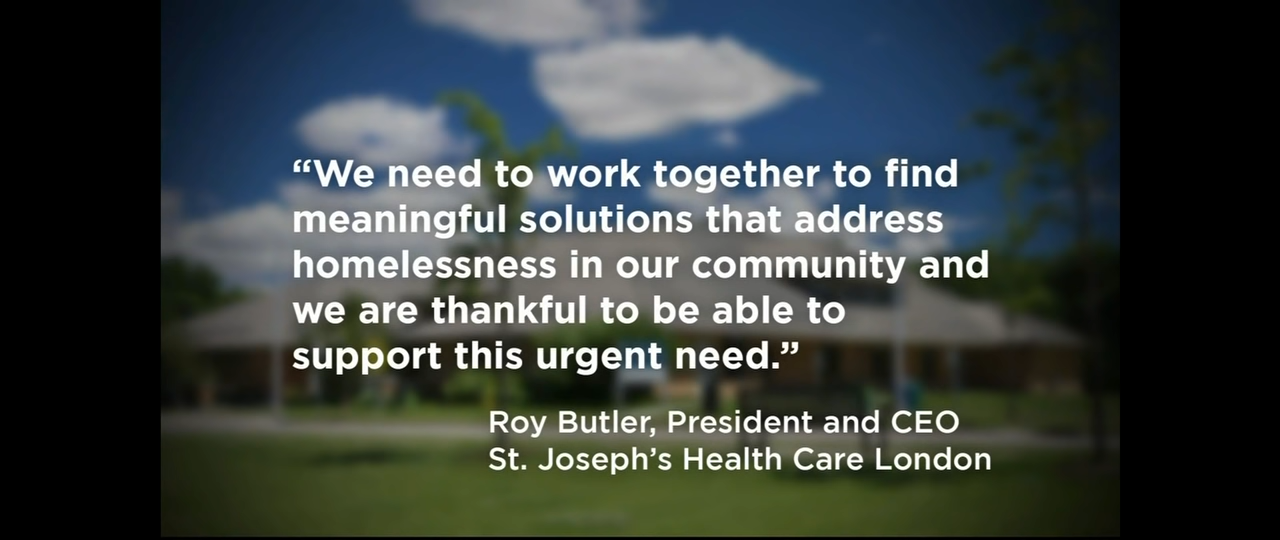 “We need to work together to find
meaningful solutions that address
homelessness in our community and
we are thankful to be able to
support this urgent need.”
Roy Butler, President and CEO
St. Joseph’s Health Care London